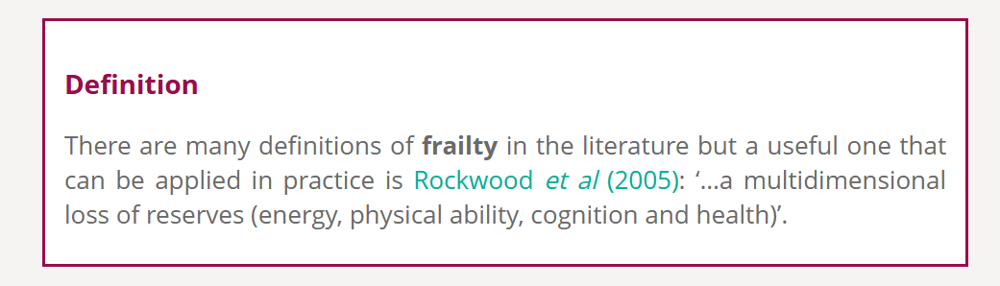 Definition
There are many definitions of frailty in the literature but a useful one that
can be applied in practice is Rockwood et al (2005): ‘...a multidimensional
loss of reserves (energy, physical ability, cognition and health)’.